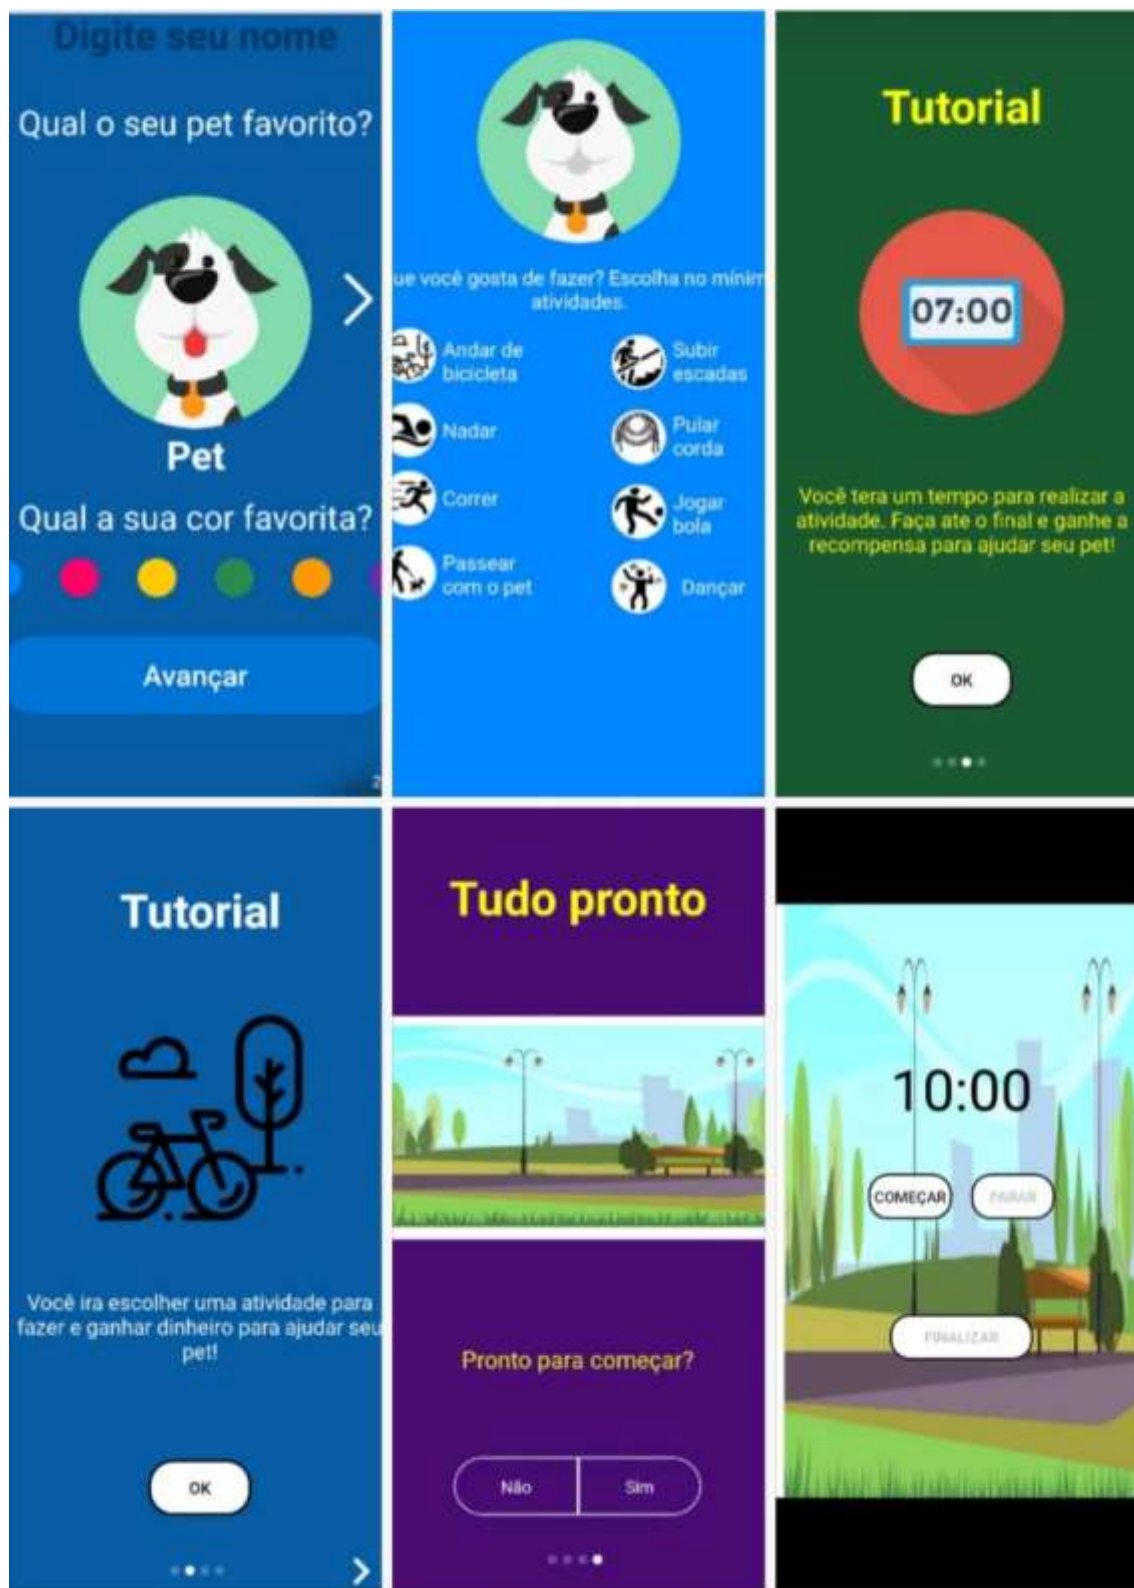 Digite seu nome
Qual o seu pet favorito?
Pet
Qual a sua cor favorita?
Avançar
2
ue você gosta de fazer? Escolha no mínim
atividades.
Andar de
bicicleta
Subir
escadas
Nadar
Pular
corda
Correr
Jogar
bola
Passear
com o pet
Dançar
Tutorial
07:00
Você tera um tempo para realizar a
atividade. Faça ate o final e ganhe a
recompensa para ajudar seu pet!
OK
Tutorial
Você ira escolher uma atividade para
fazer e ganhar dinheiro para ajudar seu
pet!
OK
Tudo pronto
Pronto para começar?
Não Sim
10:00
COMEÇAR PARAR
FINALIZAR